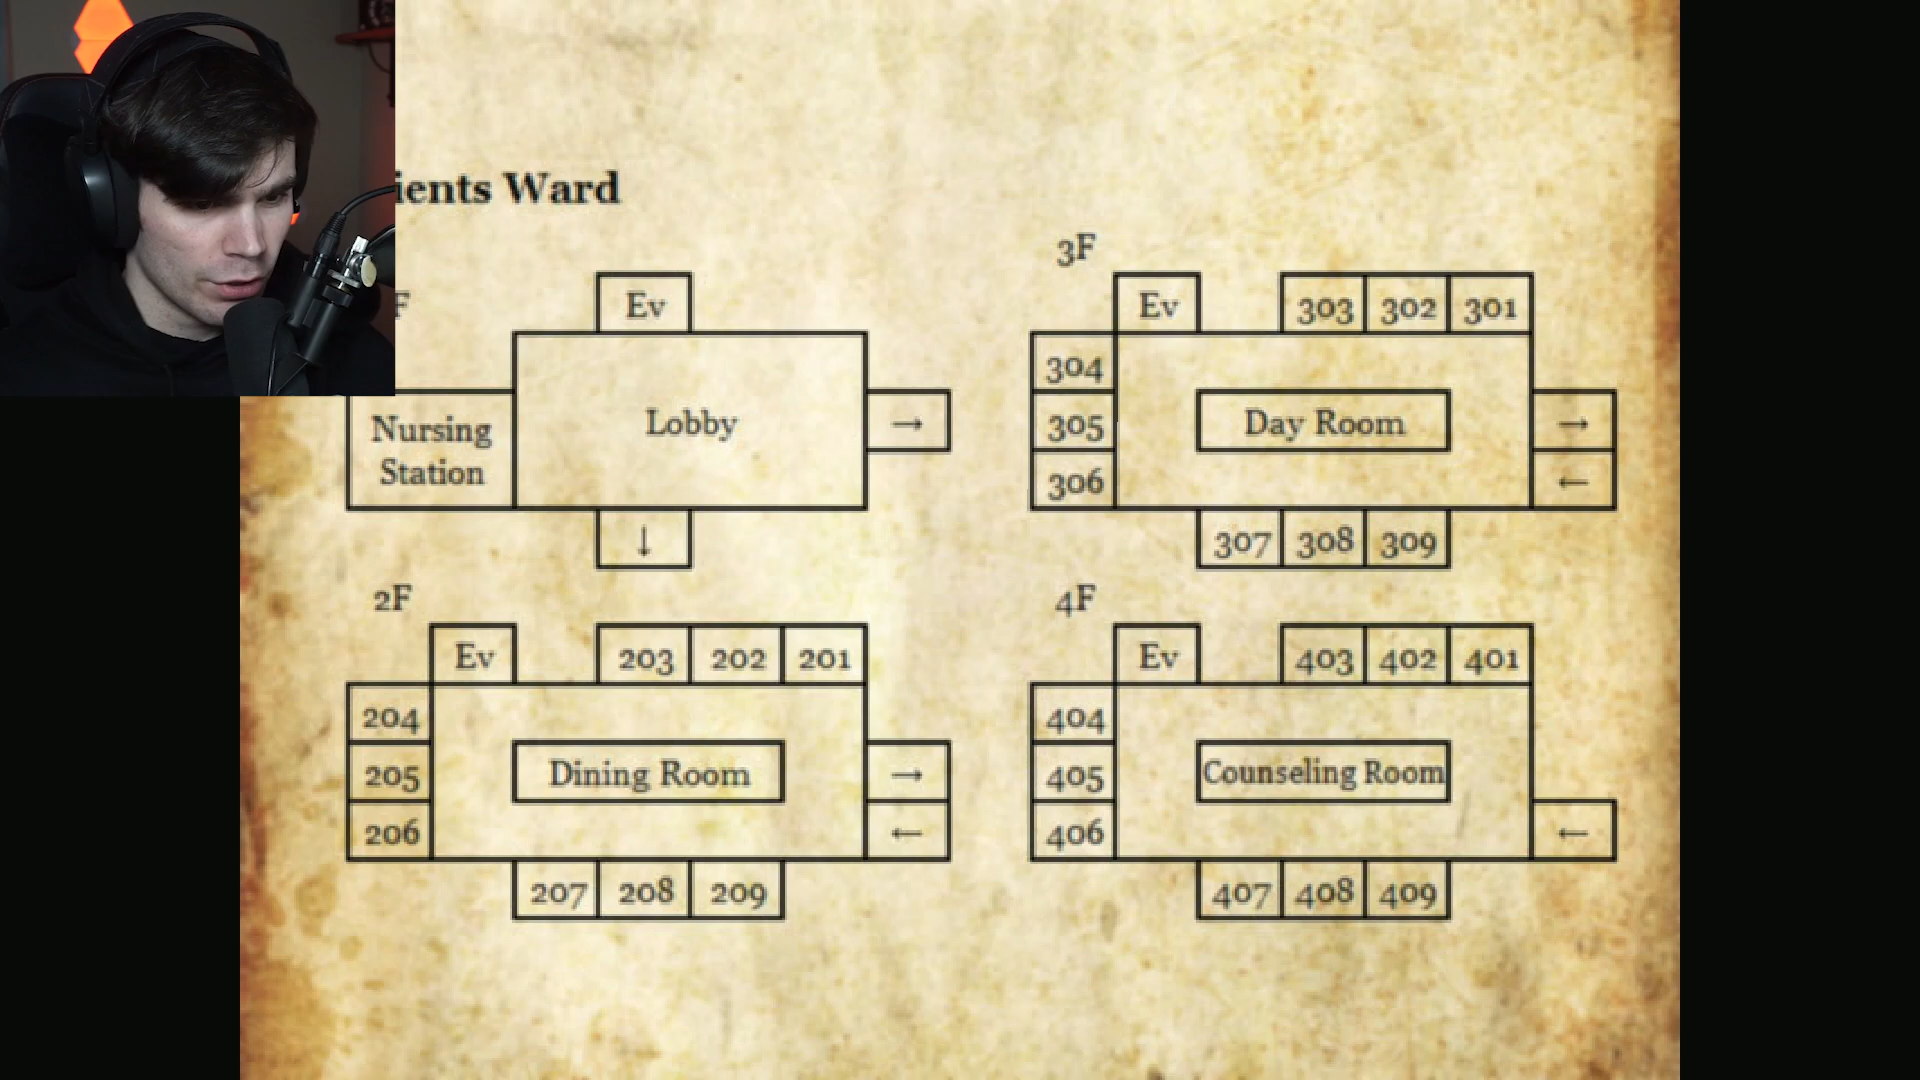 ients Ward
F
Ev
Lobby
→
Nursing
Station
↓
2F
Ev
203 202 201
204
205
206
Dining Room
→
←
207 208 209
3F
Ev
303 302 301
304
305
306
Day Room
→
←
307 308 309
4F
Ev
403 402 401
404
405
406
Counseling Room
←
407 408 409